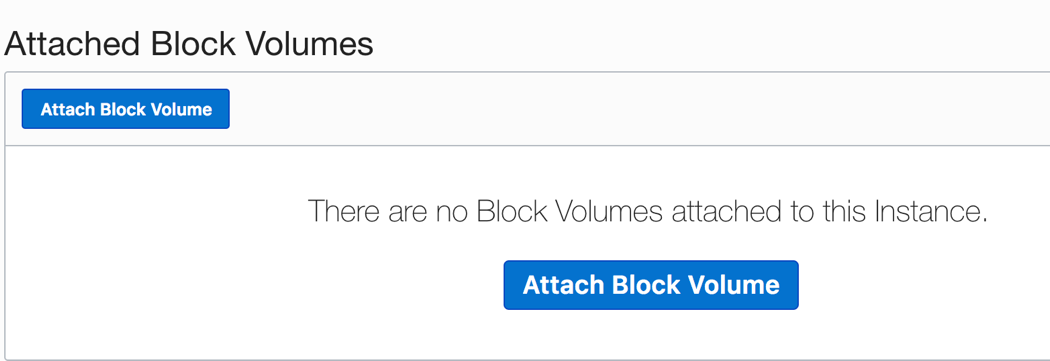 Attached Block Volumes
Attach Block Volume
There are no Block Volumes attached to this Instance.
Attach Block Volume